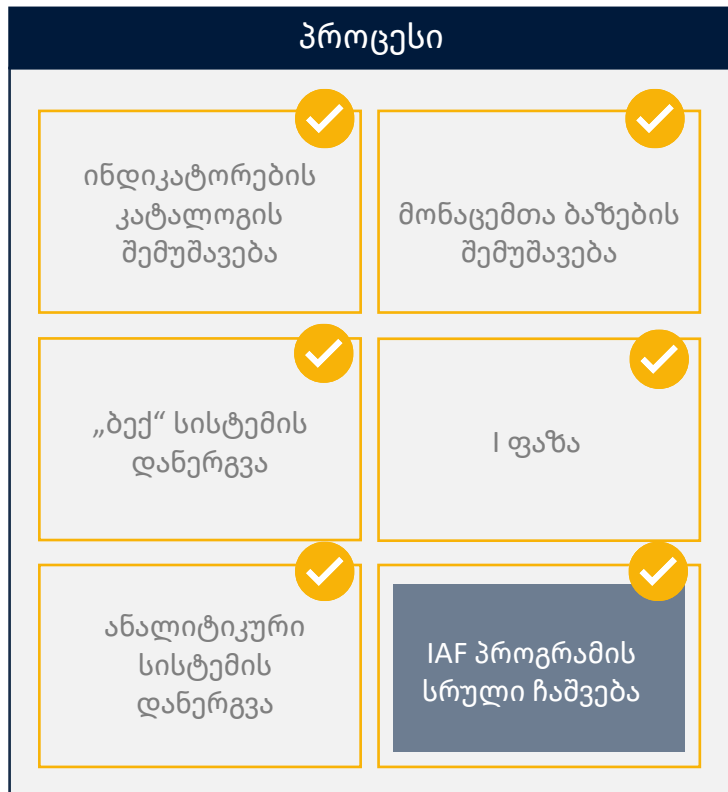 პროცესი
ინდიკატორების
კატალოგის
შემუშავება
მონაცემთა ბაზების
შემუშავება
„ბექ“ სისტემის
დანერგვა
I ფაზა
ანალიტიკური
სისტემის
დანერგვა
IAF პროგრამის
სრული ჩაშვება